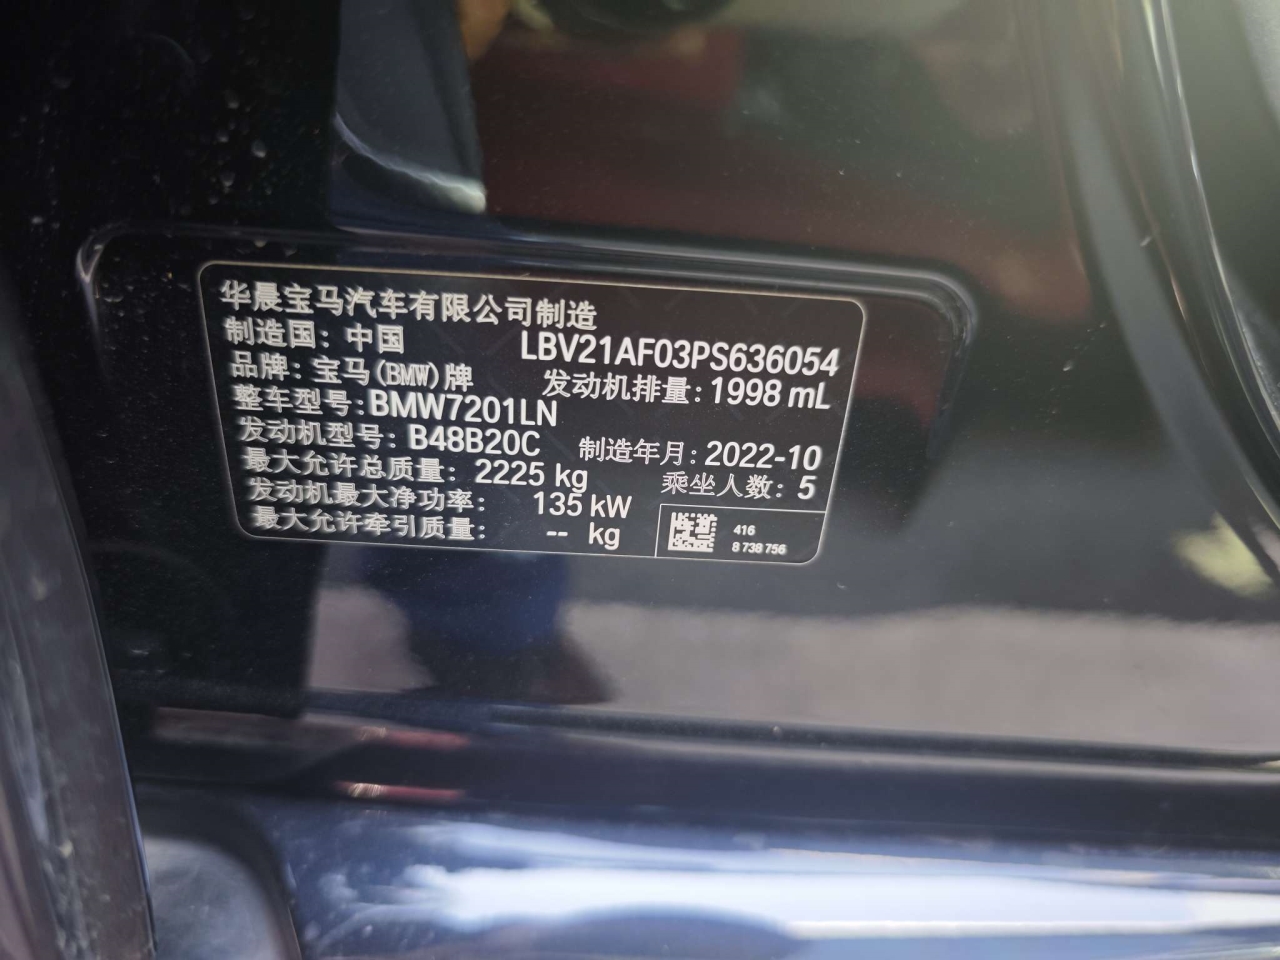 华晨宝马汽车有限公司制造
制造国：中国 LBV21AF03PS636054
品牌：宝马(BMW)牌 发动机排量：1998 mL
整车型号：BMW7201LN
发动机型号：B48B20C 制造年月：2022-10
最大允许总质量：2225 kg 乘坐人数：5
发动机最大净功率：135 kW
最大允许牵引质量：-- kg
416
8 738 756